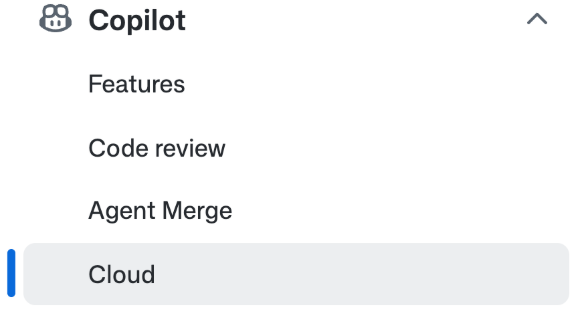 Copilot
Features
Code review
Agent Merge
Cloud